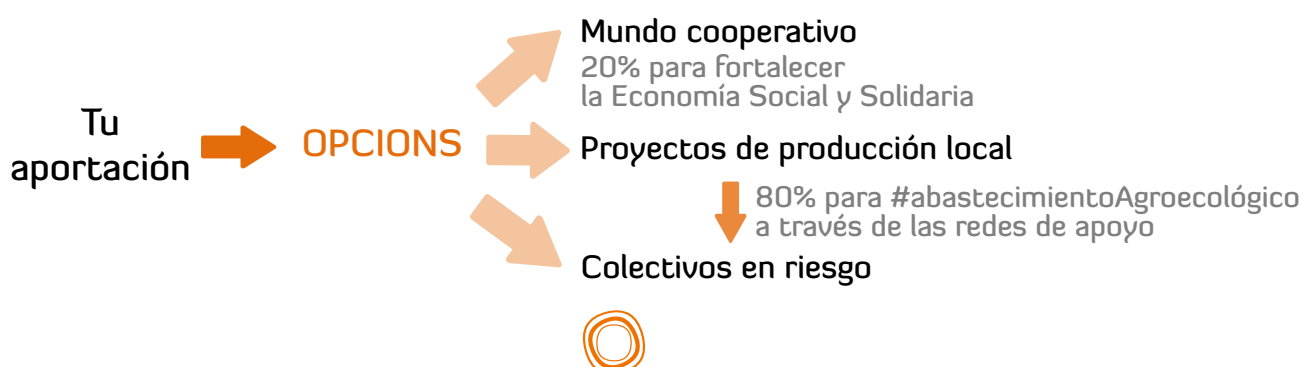 Tu
aportación
OPCIONS
Mundo cooperativo
20% para fortalecer
la Economía Social y Solidaria
Proyectos de producción local
80% para #abastecimientoAgroecológico
a través de las redes de apoyo
Colectivos en riesgo